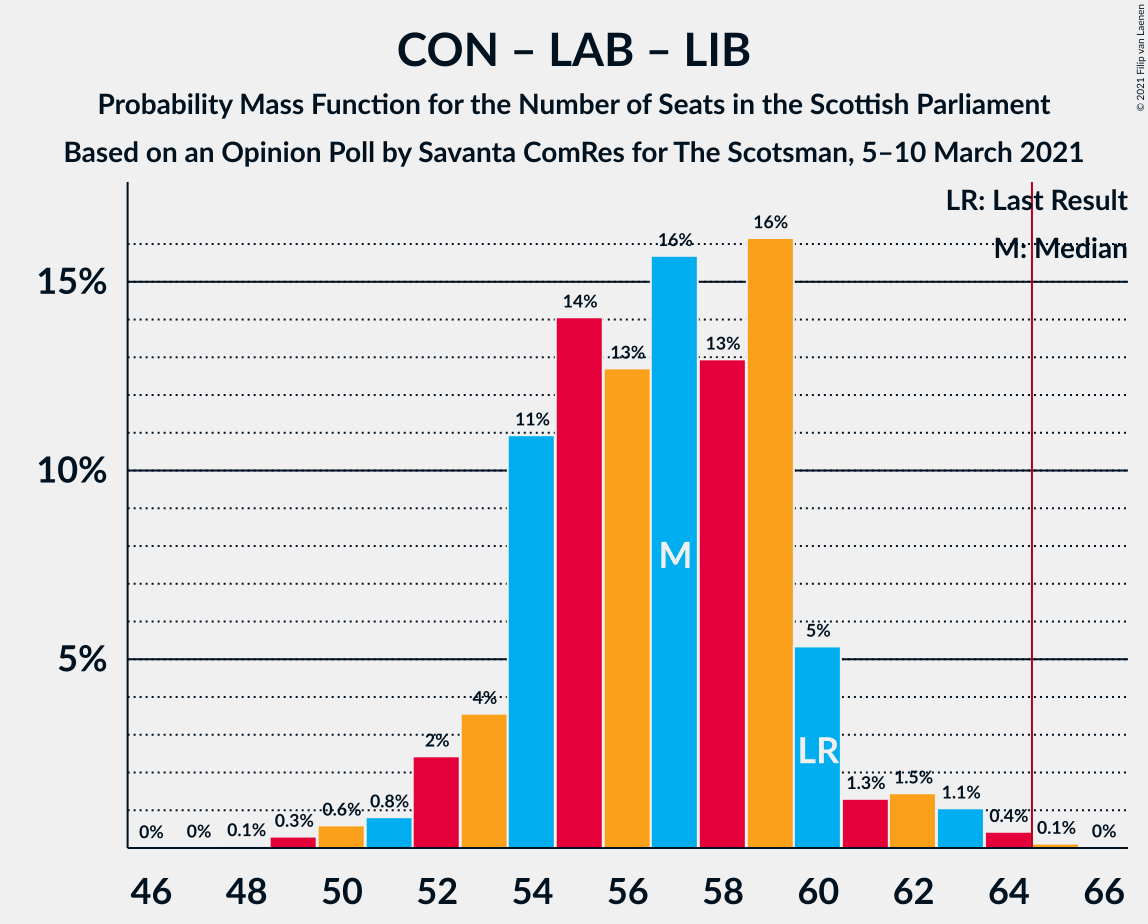 CON – LAB – LIB
Probability Mass Function for the Number of Seats in the Scottish Parliament
Based on an Opinion Poll by Savanta ComRes for The Scotsman, 5–10 March 2021
© 2021 Filip van Laenen
LR: Last Result
M: Median
15%
10%
5%
0%
0%
0.1%
0.3%
0.6%
0.8%
2%
4%
11%
14%
13%
16%
13%
16%
5%
1.3%
1.5%
1.1%
0.4%
0.1%
0%
M
LR
46 48 50 52 54 56 58 60 62 64 66